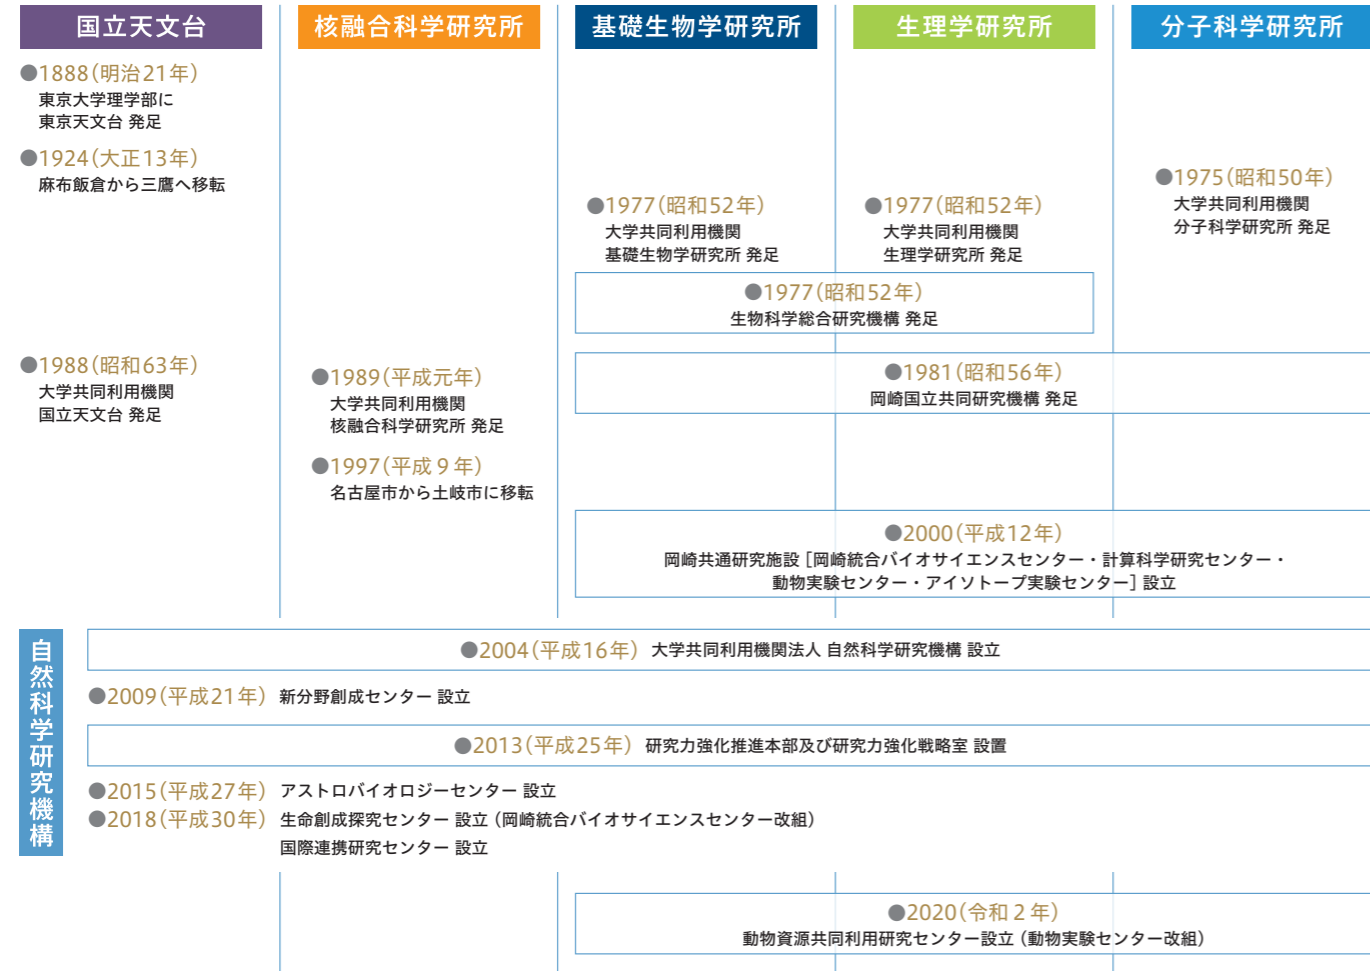 国立天文台
核融合科学研究所
基礎生物学研究所
生理学研究所
分子科学研究所
●1888(明治21年)
東京大学理学部に
東京天文台 発足
●1924(大正13年)
麻布飯倉から三鷹へ移転
●1975(昭和50年)
大学共同利用機関
分子科学研究所 発足
●1977(昭和52年)
大学共同利用機関
基礎生物学研究所 発足
●1977(昭和52年)
大学共同利用機関
生理学研究所 発足
●1977(昭和52年)
生物科学総合研究機構 発足
●1988(昭和63年)
大学共同利用機関
国立天文台 発足
●1989(平成元年)
大学共同利用機関
核融合科学研究所 発足
●1981(昭和56年)
岡崎国立共同研究機構 発足
●1997(平成9年)
名古屋市から土岐市に移転
●2000(平成12年)
岡崎共通研究施設[岡崎統合バイオサイエンスセンター・計算科学研究センター・
動物実験センター・アイソトープ実験センター]設立
自然科学研究機構
●2004(平成16年) 大学共同利用機関法人 自然科学研究機構 設立
●2009(平成21年) 新分野創成センター 設立
●2013(平成25年) 研究力強化推進本部及び研究力強化戦略室 設置
●2015(平成27年) アストロバイオロジーセンター 設立
●2018(平成30年) 生命創成探究センター 設立(岡崎統合バイオサイエンスセンター改組)
国際連携研究センター 設立
●2020(令和2年)
動物資源共同利用研究センター設立(動物実験センター改組)